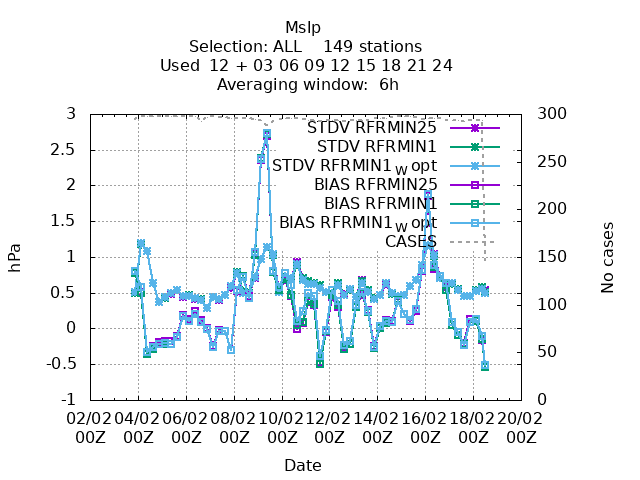 Mslp
Selection: ALL 149 stations
Used 12 + 03 06 09 12 15 18 21 24
Averaging window: 6h
3
2.5
2
1.5
1
0.5
0
-0.5
-1
hPa
300
250
200
150
100
50
0
No cases
STDV RFRMIN25
STDV RFRMIN1
STDV RFRMIN1_w opt
BIAS RFRMIN25
BIAS RFRMIN1
BIAS RFRMIN1_w opt
CASES
02/02 04/02 06/02 08/02 10/02 12/02 14/02 16/02 18/02 20/02
00Z 00Z 00Z 00Z 00Z 00Z 00Z 00Z 00Z 00Z
Date